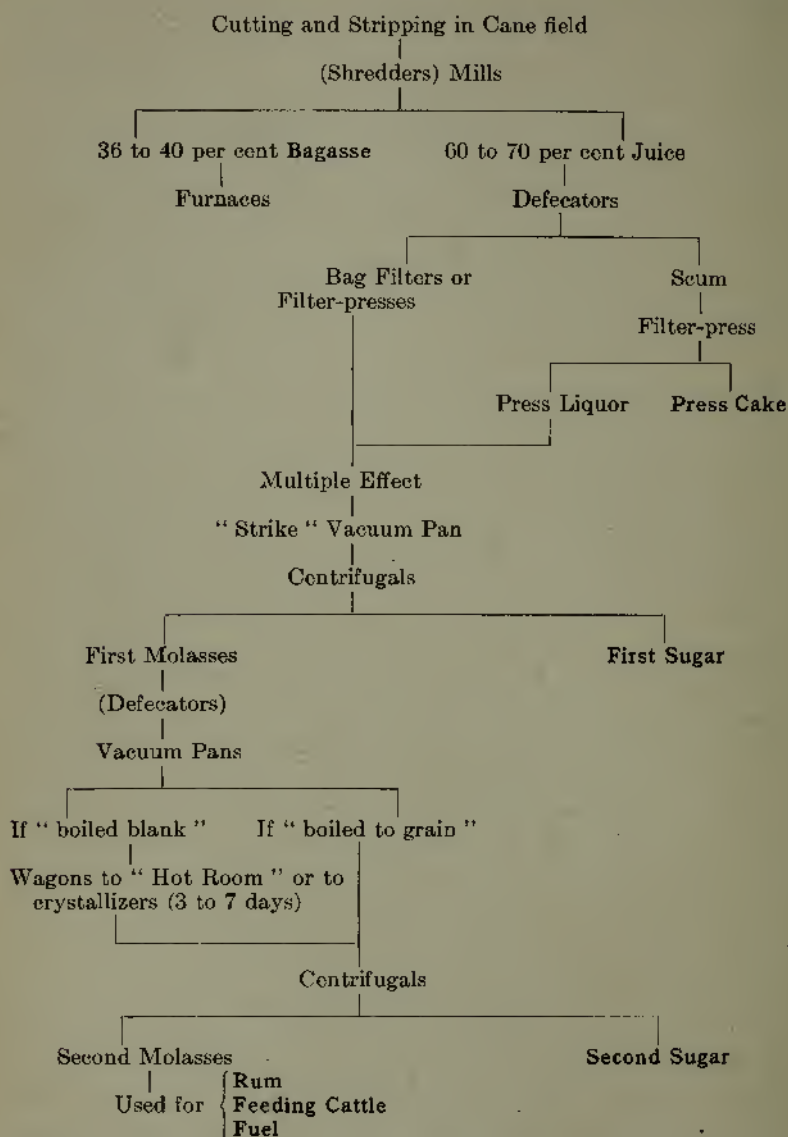 Cutting and Stripping in Cane field
(Shredders) Mills
36 to 40 per cent Bagasse 60 to 70 per cent Juice
Furnaces Defecators
Bag Filters or Scum
Filter-presses
Filter-press
Press Liquor Press Cake
Multiple Effect
“ Strike “ Vacuum Pan
Centrifugals
First Molasses First Sugar
(Defecators)
Vacuum Pans
If “ boiled blank ” If “ boiled to grain ”
Wagons to “ Hot Room ” or to
crystallizers (3 to 7 days)
Centrifugals
Second Molasses Second Sugar
Rum
Used for Feeding Cattle
Fuel